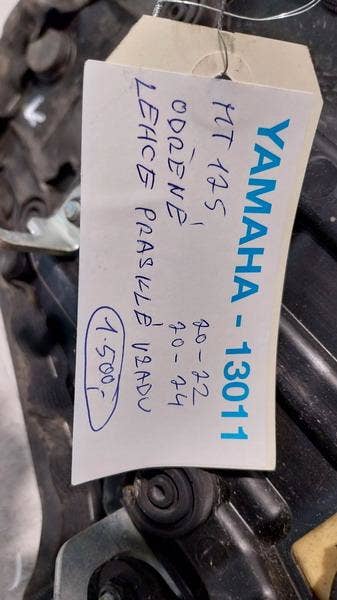 YAMAHA - 13011
MT 125 20-22
ODŘENÉ 20-24
LEHCE PRASKLÉ VZADU
1.500,-